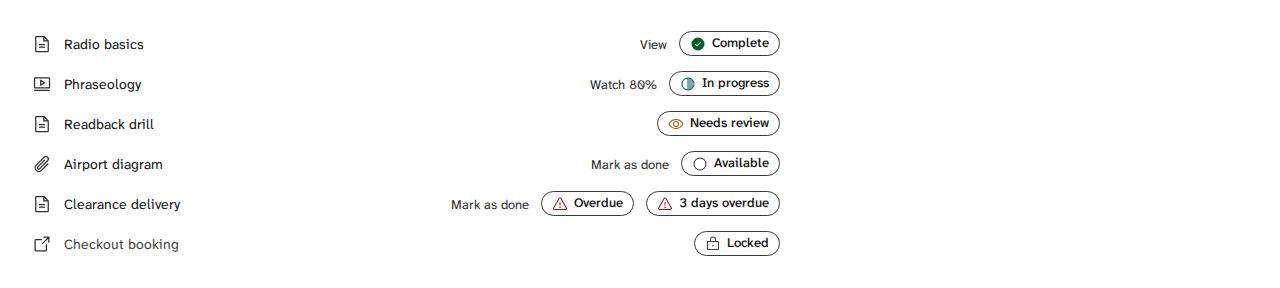 Radio basics View Complete
Phraseology Watch 80% In progress
Readback drill Needs review
Airport diagram Mark as done Available
Clearance delivery Mark as done Overdue 3 days overdue
Checkout booking Locked